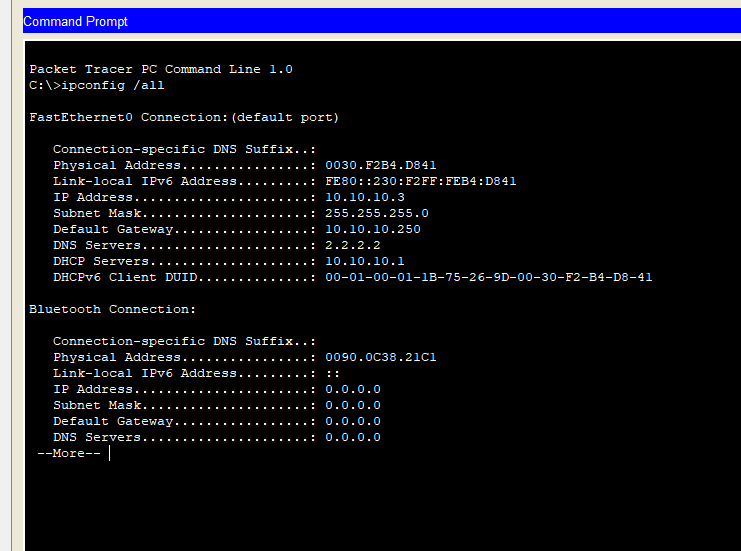 Command Prompt
Packet Tracer PC Command Line 1.0
C:\>ipconfig /all
FastEthernet0 Connection:(default port)
Connection-specific DNS Suffix..:
Physical Address................: 0030.F2B4.D841
Link-local IPv6 Address.........: FE80::230:F2FF:FEB4:D841
IP Address......................: 10.10.10.3
Subnet Mask.....................: 255.255.255.0
Default Gateway.................: 10.10.10.250
DNS Servers.....................: 2.2.2.2
DHCP Servers....................: 10.10.10.1
DHCPv6 Client DUID..............: 00-01-00-01-1B-75-26-9D-00-30-F2-B4-D8-41
Bluetooth Connection:
Connection-specific DNS Suffix..:
Physical Address................: 0090.0C38.21C1
Link-local IPv6 Address.........: ::
IP Address......................: 0.0.0.0
Subnet Mask.....................: 0.0.0.0
Default Gateway.................: 0.0.0.0
DNS Servers.....................: 0.0.0.0
--More--